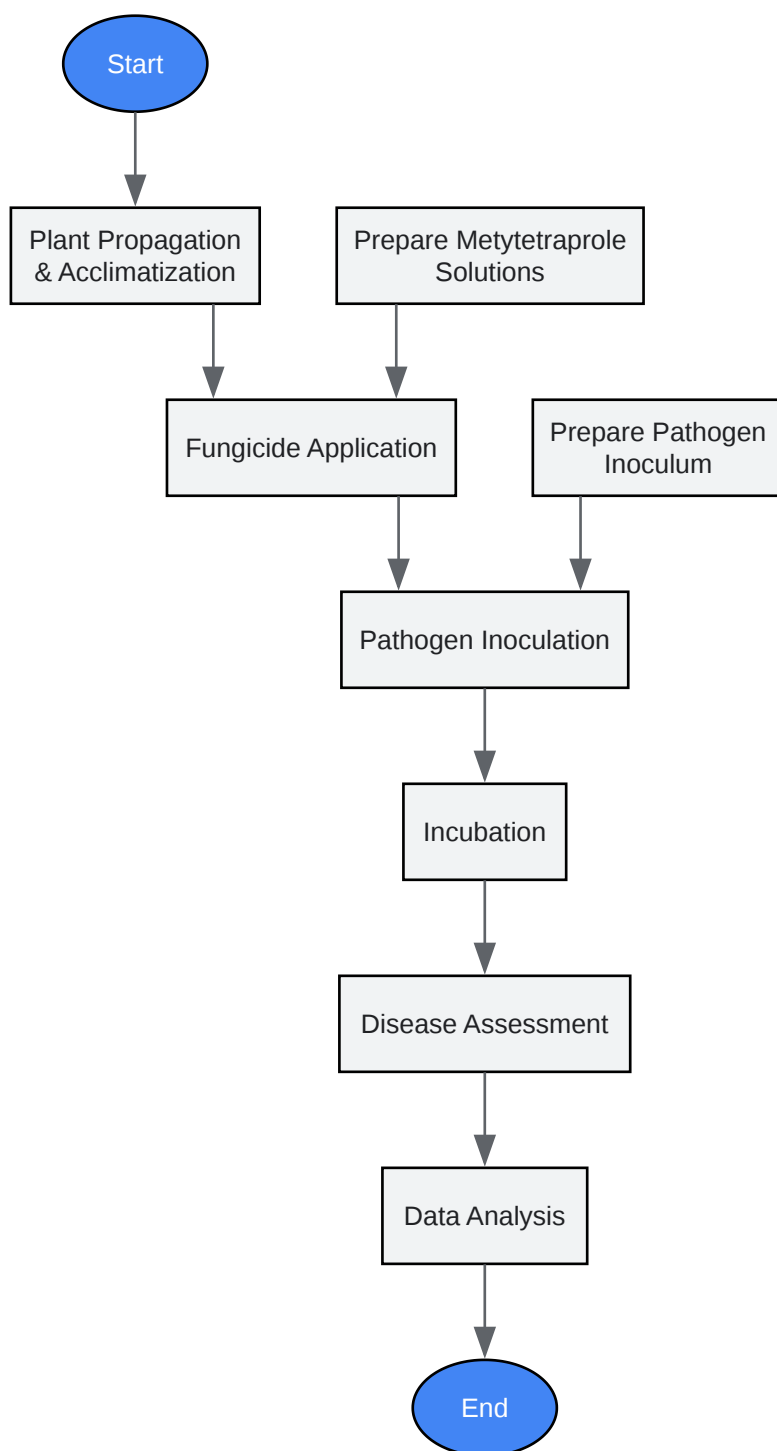 Start
Plant Propagation
& Acclimatization
Prepare Metytetraprole
Solutions
Fungicide Application
Prepare Pathogen
Inoculum
Pathogen Inoculation
Incubation
Disease Assessment
Data Analysis
End